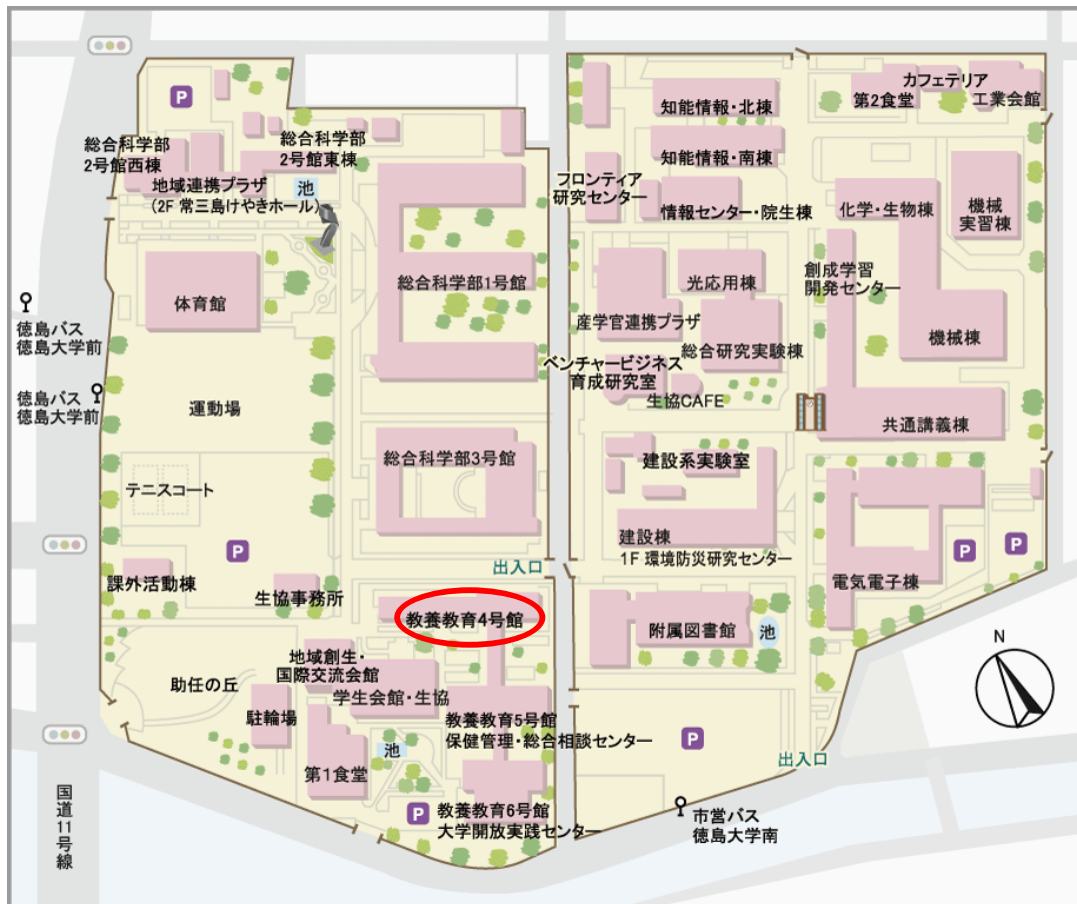 P
総合科学部
2号館西棟
総合科学部
2号館東棟
地域連携プラザ
(2F 常三島けやきホール)
池
体育館
総合科学部1号館
徳島バス
徳島大学前
徳島バス
徳島大学前
運動場
総合科学部3号館
テニスコート
P
課外活動棟
生協事務所
出入口
教養教育4号館
地域創生・
国際交流会館
学生会館・生協
助任の丘
駐輪場
教養教育5号館
保健管理・総合相談センター
池
第1食堂
P
教養教育6号館
大学開放実践センター
国道11号線
知能情報・北棟
知能情報・南棟
カフェテリア
第2食堂
工業会館
フロンティア
研究センター
情報センター・院生棟
化学・生物棟
機械
実習棟
光応用棟
創成学習
開発センター
産学官連携プラザ
総合研究実験棟
機械棟
ベンチャービジネス
育成研究室
生協CAFE
共通講義棟
建設系実験室
建設棟
1F 環境防災研究センター
P
P
電気電子棟
附属図書館
池
N
P
出入口
市営バス
徳島大学南